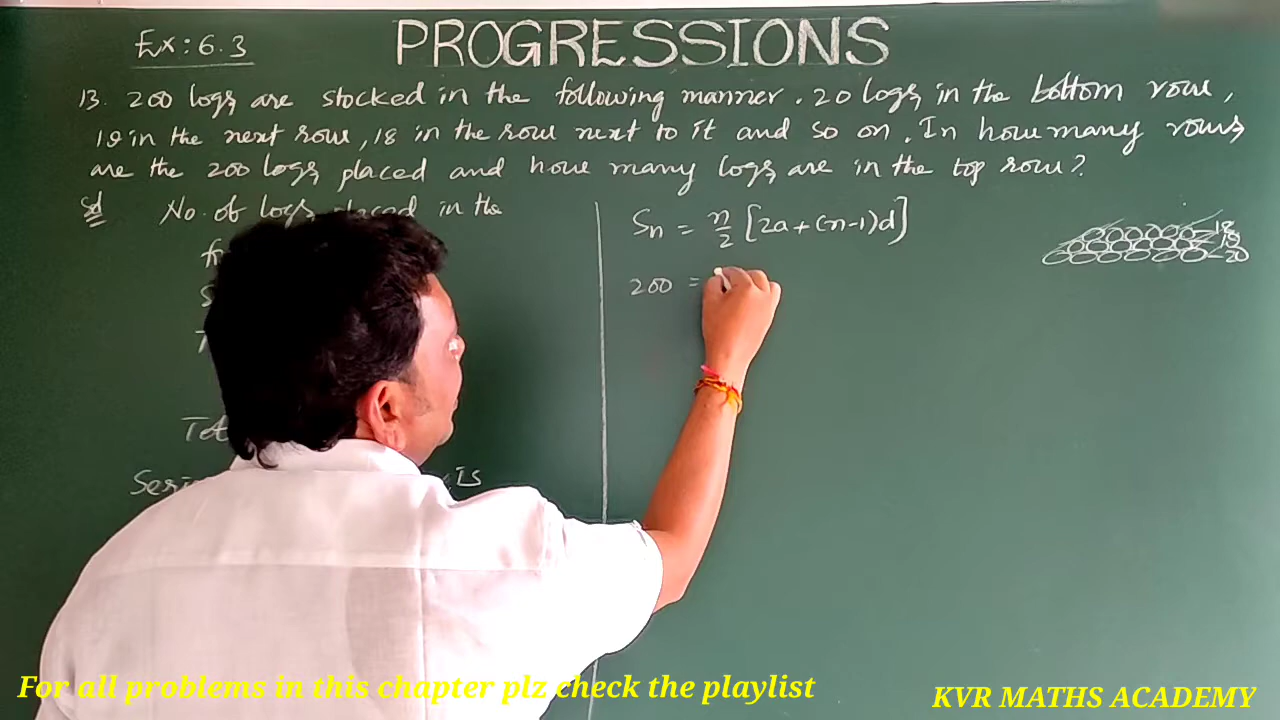 Ex: 6.3
PROGRESSIONS
13. 200 logs are stocked in the following manner. 20 logs in the bottom row,
19 in the next row, 18 in the row next to it and so on. In how many rows
are the 200 logs placed and how many logs are in the top row?
Sol No. of logs placed in the
is
Sn = n/2 [2a+(n-1)d]
200 =
18
19
20
For all problems in this chapter plz check the playlist
KVR MATHS ACADEMY